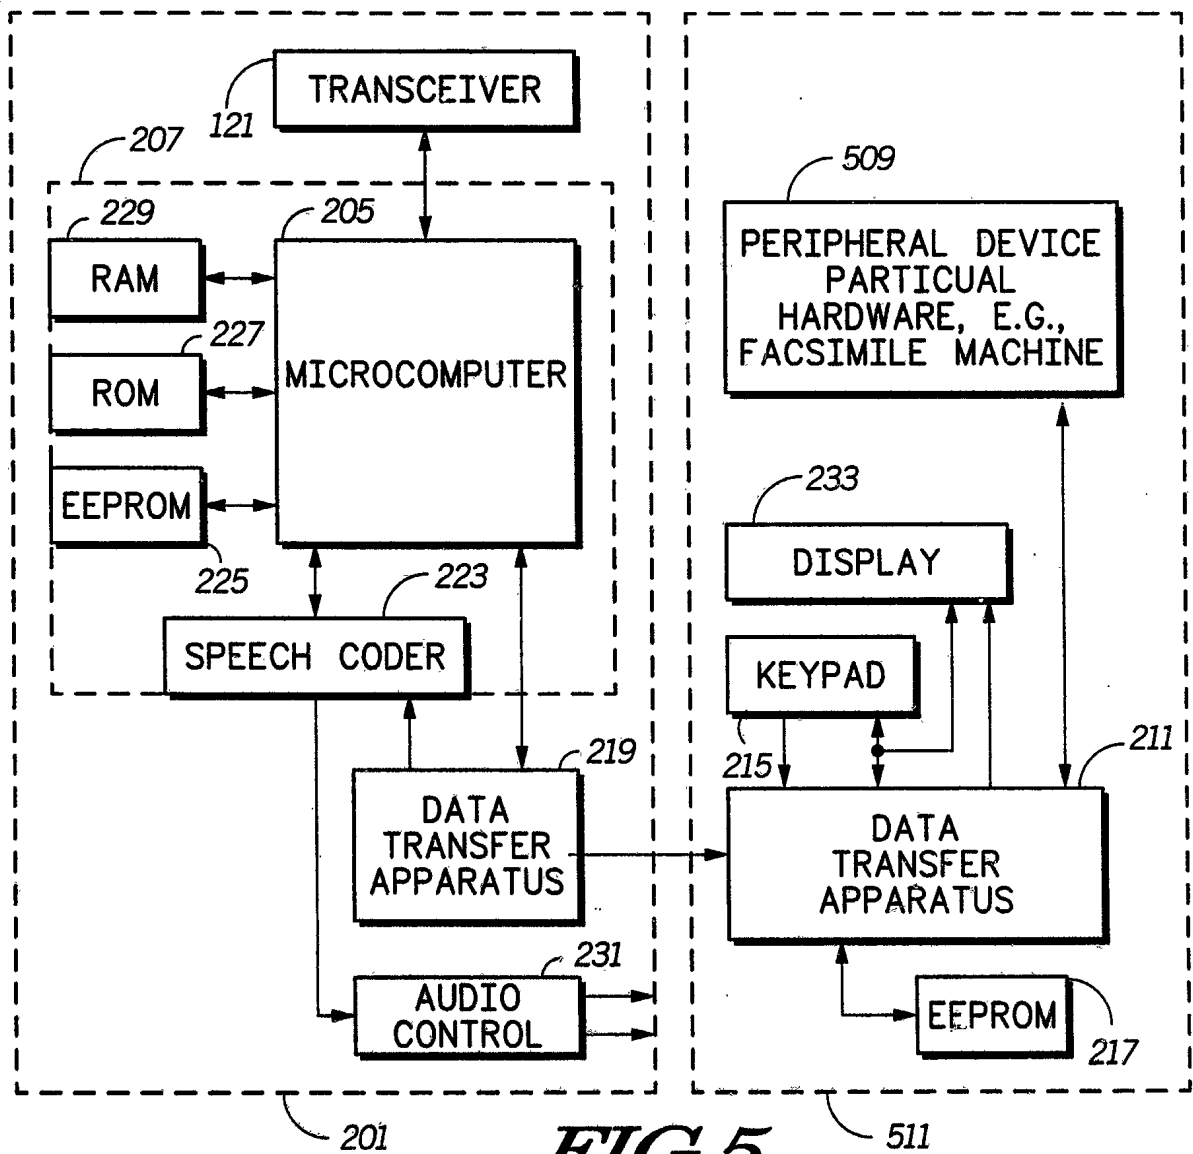 TRANSCEIVER
121
207
229
205
RAM
227
ROM
MICROCOMPUTER
EEPROM
225
223
SPEECH CODER
219
DATA
TRANSFER
APPARATUS
231
AUDIO
CONTROL
201
509
PERIPHERAL DEVICE
PARTICUAL
HARDWARE, E.G.,
FACSIMILE MACHINE
233
DISPLAY
KEYPAD
215
211
DATA
TRANSFER
APPARATUS
EEPROM
217
511
FIG.5